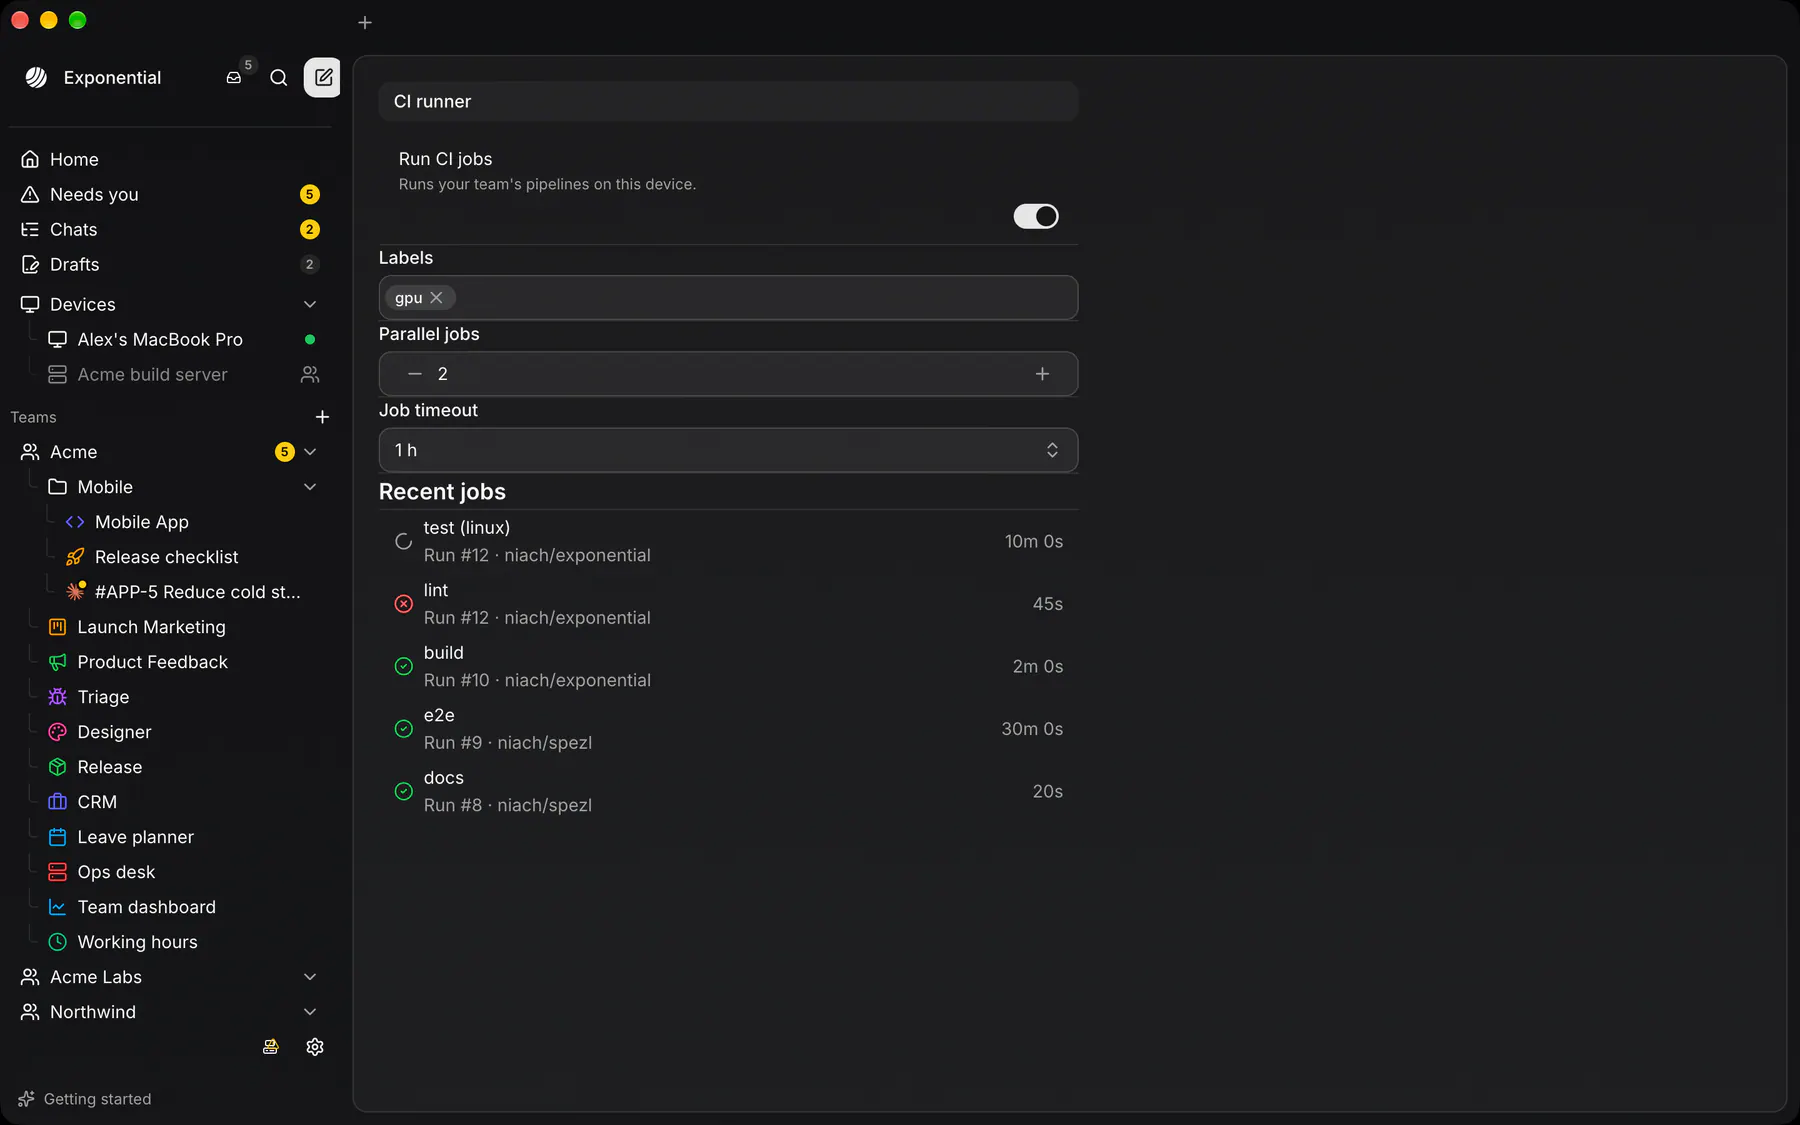 Exponential
5
Home
Needs you
5
Chats
2
Drafts
2
Devices
Alex's MacBook Pro
Acme build server
Teams
Acme
5
Mobile
Mobile App
Release checklist
#APP-5 Reduce cold st...
Launch Marketing
Product Feedback
Triage
Designer
Release
CRM
Leave planner
Ops desk
Team dashboard
Working hours
Acme Labs
Northwind
Getting started
CI runner
Run CI jobs
Runs your team's pipelines on this device.
Labels
gpu
Parallel jobs
2
Job timeout
1 h
Recent jobs
test (linux)
Run #12 · niach/exponential
10m 0s
lint
Run #12 · niach/exponential
45s
build
Run #10 · niach/exponential
2m 0s
e2e
Run #9 · niach/spezl
30m 0s
docs
Run #8 · niach/spezl
20s